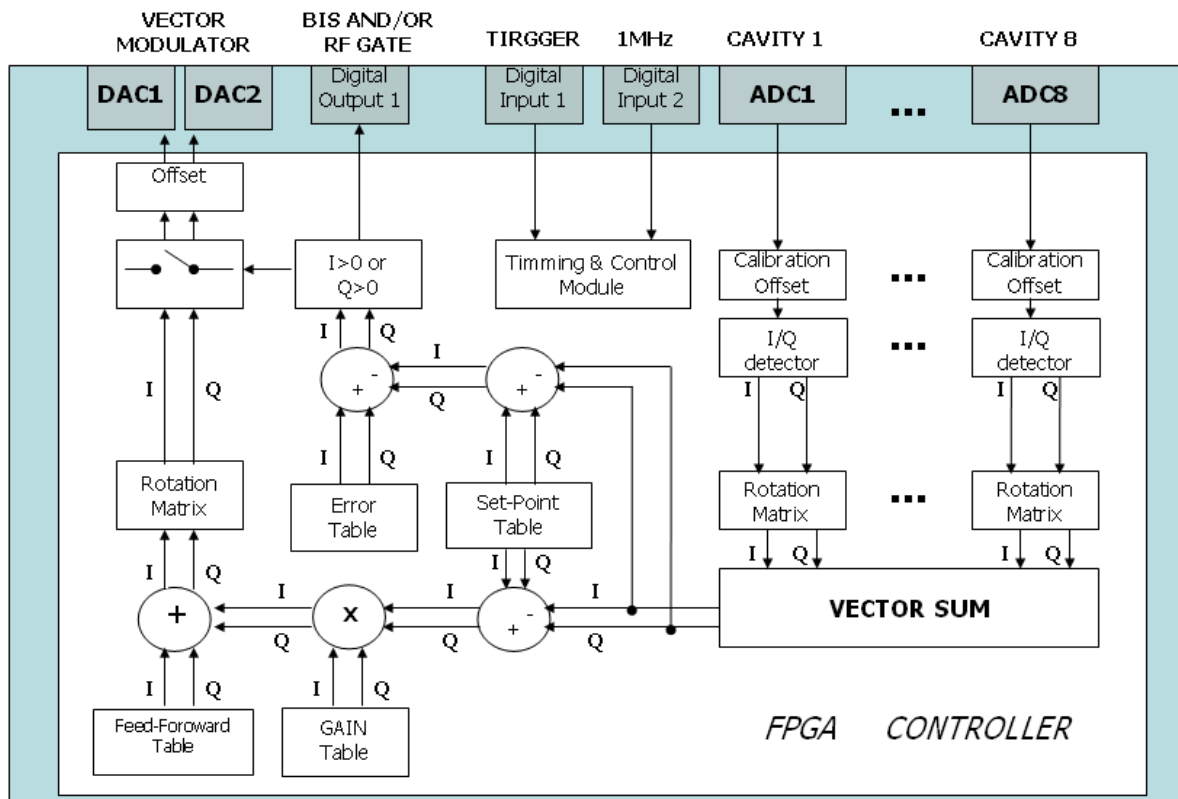 VECTOR
MODULATOR
BIS AND/OR
RF GATE
TIRGGER
1MHz
CAVITY 1
CAVITY 8
DAC1
DAC2
Digital
Output 1
Digital
Input 1
Digital
Input 2
ADC1
...
ADC8
Offset
I>0 or
Q>0
Timming & Control
Module
Calibration
Offset
...
Calibration
Offset
I/Q
detector
...
I/Q
detector
I
Q
I
Q
I
Q
I
Q
-
+
I
Q
-
+
I
Q
I
Q
Rotation
Matrix
Error
Table
Set-Point
Table
Rotation
Matrix
...
Rotation
Matrix
I
Q
I
Q
I
Q
I
Q
+
I
Q
X
I
Q
-
+
I
Q
VECTOR SUM
I
Q
I
Q
Feed-Foroward
Table
GAIN
Table
FPGA CONTROLLER